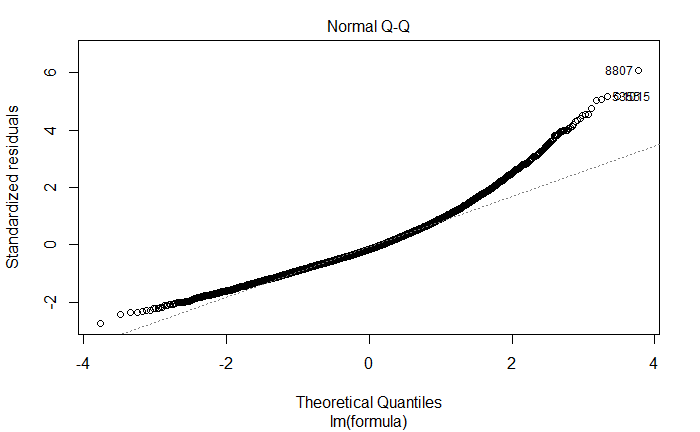 Normal Q-Q
Standardized residuals
6
4
2
0
-2
8807
-4
-2
0
2
4
Theoretical Quantiles
lm(formula)